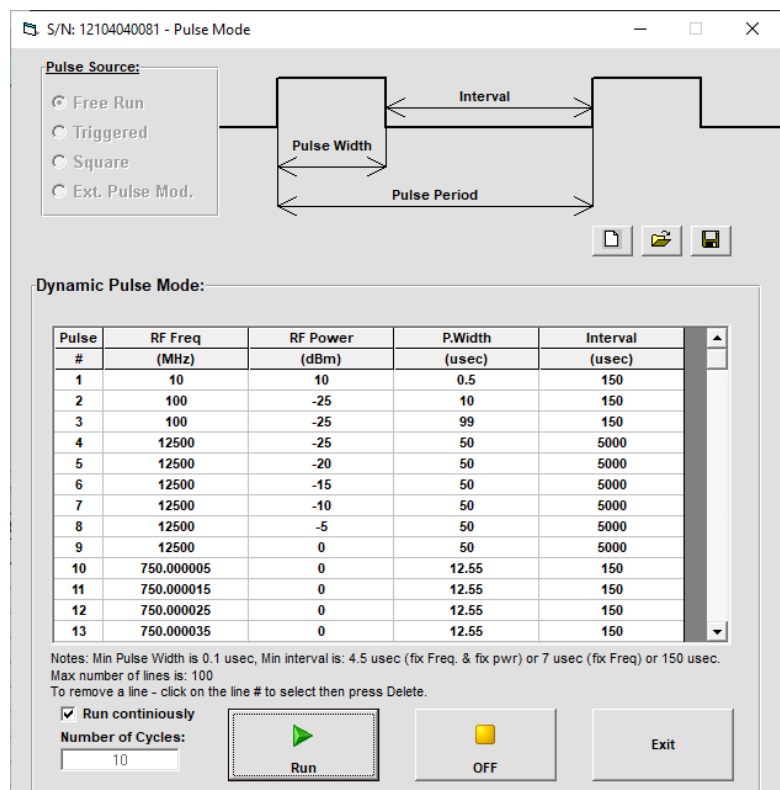 S/N: 12104040081 - Pulse Mode
Pulse Source:
Free Run
Triggered
Square
Ext. Pulse Mod.
Interval
Pulse Width
Pulse Period
Dynamic Pulse Mode:
Pulse RF Freq RF Power P.Width Interval
# (MHz) (dBm) (usec) (usec)
1 10 10 0.5 150
2 100 -25 10 150
3 100 -25 99 150
4 12500 -25 50 5000
5 12500 -20 50 5000
6 12500 -15 50 5000
7 12500 -10 50 5000
8 12500 -5 50 5000
9 12500 0 50 5000
10 750.000005 0 12.55 150
11 750.000015 0 12.55 150
12 750.000025 0 12.55 150
13 750.000035 0 12.55 150
Notes: Min Pulse Width is 0.1 usec, Min interval is: 4.5 usec (fix Freq. & fix pwr) or 7 usec (fix Freq) or 150 usec.
Max number of lines is: 100
To remove a line - click on the line # to select then press Delete.
Run continiously
Number of Cycles:
10
Run
OFF
Exit